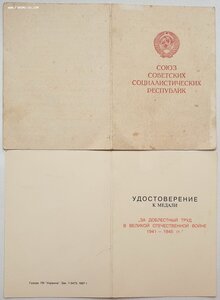 СОЮЗ
СОВЕТСКИХ
СОЦИАЛИСТИЧЕСКИХ
РЕСПУБЛИК
УДОСТОВЕРЕНИЕ
К МЕДАЛИ
„ЗА ДОБЛЕСТНЫЙ ТРУД
В ВЕЛИКОЙ ОТЕЧЕСТВЕННОЙ ВОЙНЕ
1941 – 1945 гг."